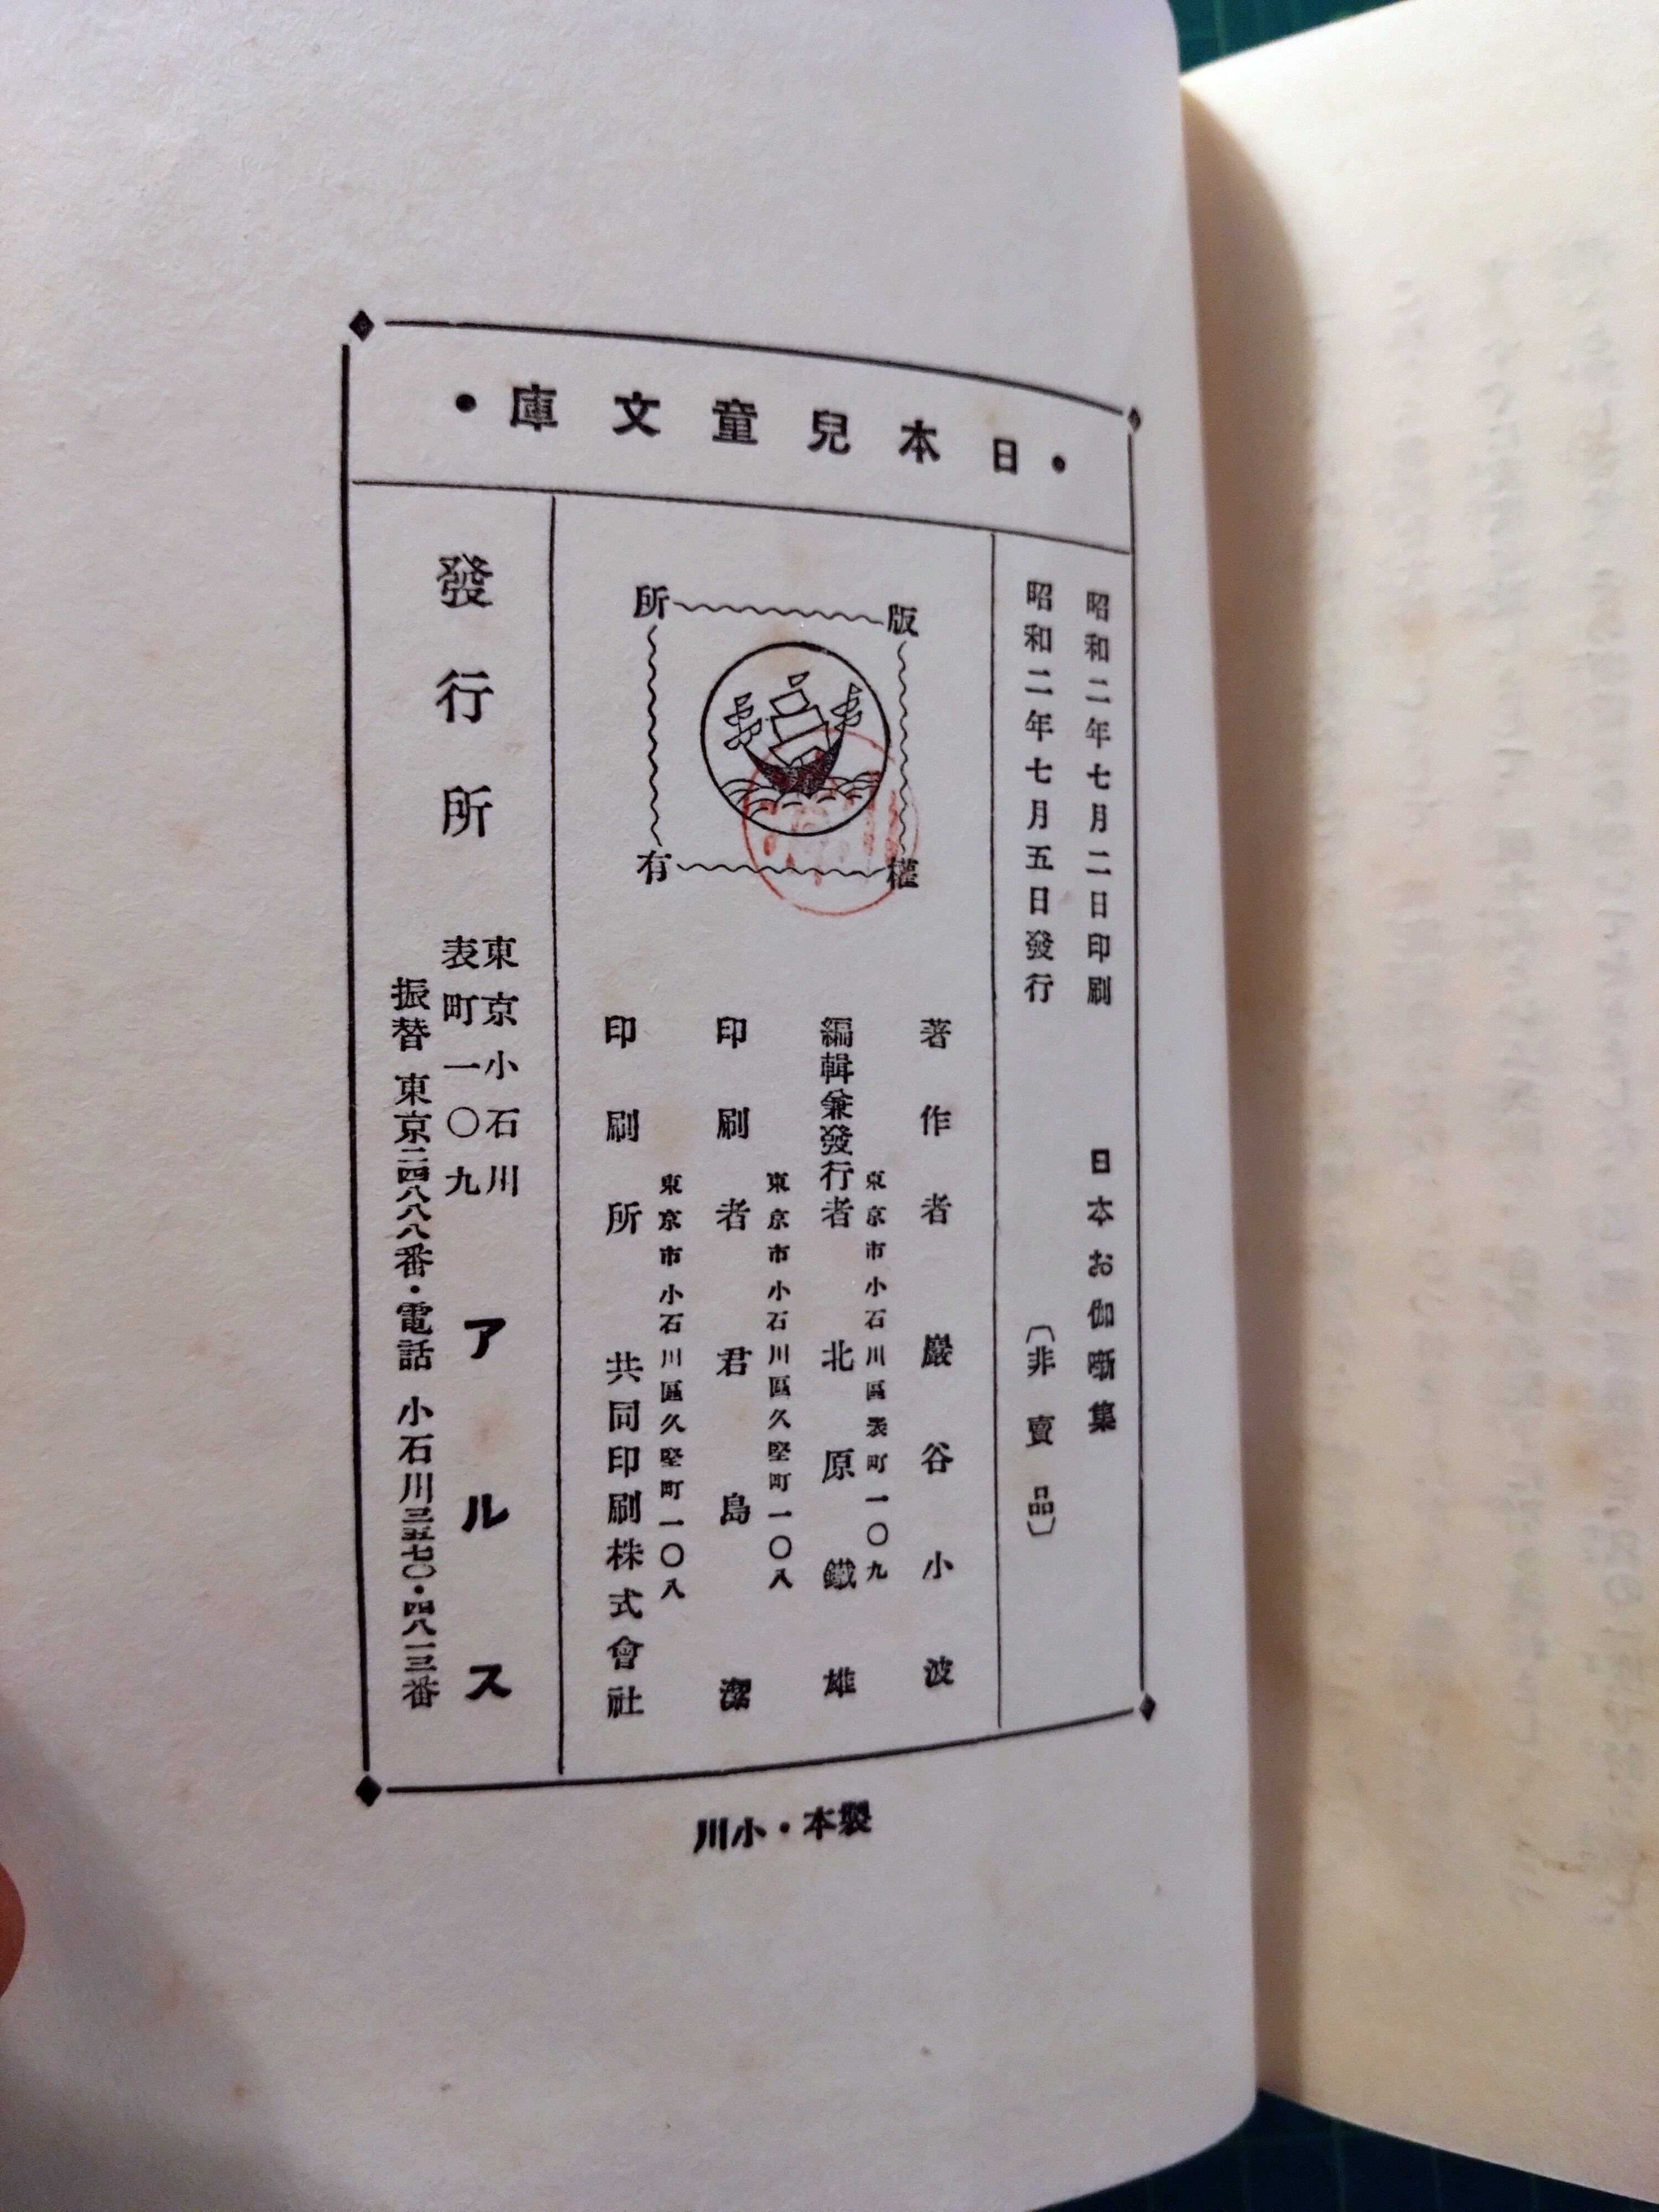 ・日本兒童文庫・
昭和二年七月二日印刷
日本お伽噺集
昭和二年七月五日發行
〔非賣品〕
版權所有
著作者 巖谷小波
東京市小石川區表町一〇九
編輯兼發行者 北原鐵雄
東京市小石川區久堅町一〇八
印刷者 君島潔
東京市小石川區久堅町一〇八
印刷所 共同印刷株式會社
發行所
東京小石川
表町一〇九
アルス
振替 東京二四八八八番・電話 小石川三五七〇・四八一三番
製本・小川